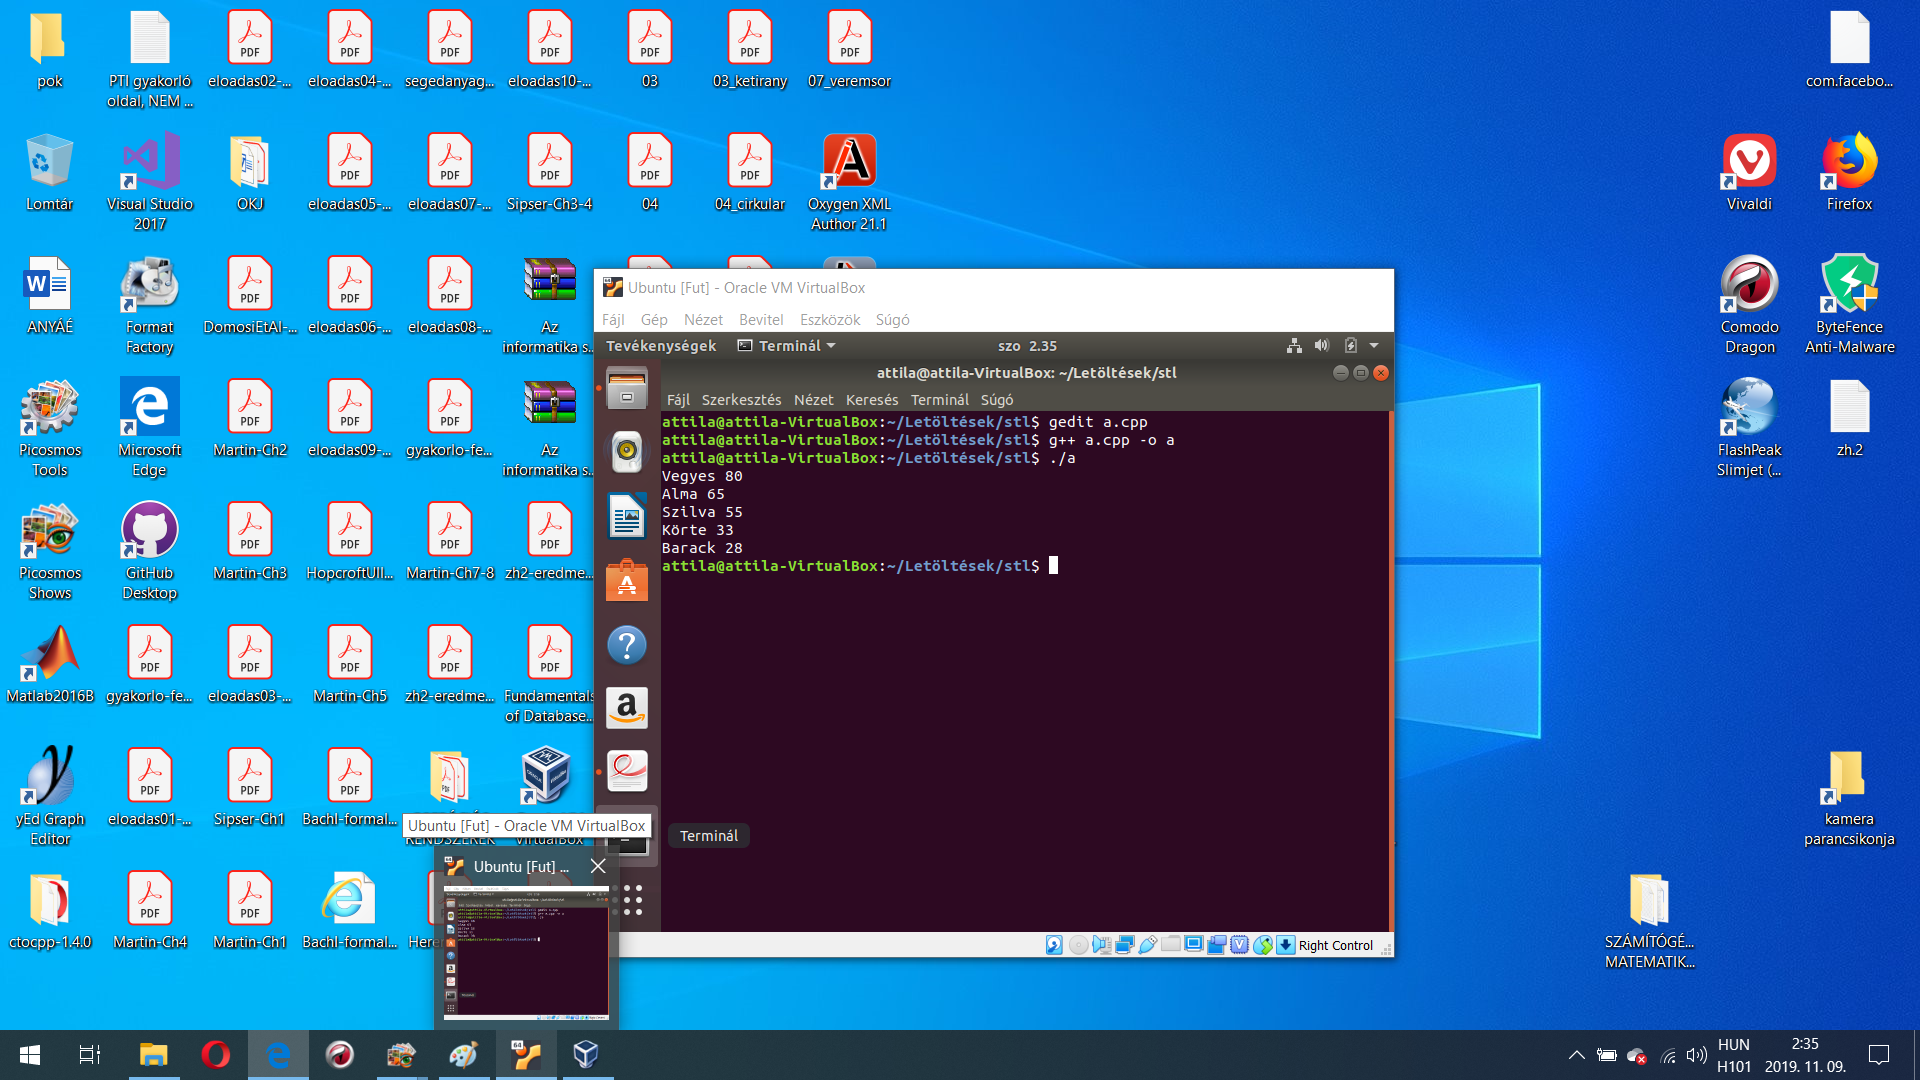 pok
PTI gyakorló
oldal, NEM ...
eloadas02-...
eloadas04-...
segedanyag...
eloadas10-...
03
03_ketirany
07_veremsor
com.facebo...
Lomtár
Visual Studio
2017
OKJ
eloadas05-...
eloadas07-...
Sipser-Ch3-4
04
04_cirkular
Oxygen XML
Author 21.1
Vivaldi
Firefox
ANYÁÉ
Format
Factory
DomosiEtAl-...
eloadas06-...
eloadas08-...
Az
informatika s...
Comodo
Dragon
ByteFence
Anti-Malware
Picosmos
Tools
Microsoft
Edge
Martin-Ch2
eloadas09-...
gyakorlo-fe...
Az
informatika s...
FlashPeak
Slimjet (...
zh.2
Picosmos
Shows
GitHub
Desktop
Martin-Ch3
HopcroftUll...
Martin-Ch7-8
zh2-eredme...
Matlab2016B
gyakorlo-fe...
eloadas03-...
Martin-Ch5
zh2-eredme...
Fundamentals
of Database...
yEd Graph
Editor
eloadas01-...
Sipser-Ch1
Bachl-formal...
RENDSZEREK
VirtualBox
kamera
parancsikonja
ctocpp-1.4.0
Martin-Ch4
Martin-Ch1
Bachl-formal...
SZÁMÍTÓGÉ...
MATEMATIK...
Ubuntu [Fut] - Oracle VM VirtualBox
Fájl Gép Nézet Bevitel Eszközök Súgó
Tevékenységek Terminál szo 2.35
attila@attila-VirtualBox: ~/Letöltések/stl
Fájl Szerkesztés Nézet Keresés Terminál Súgó
attila@attila-VirtualBox:~/Letöltések/stl$ gedit a.cpp
attila@attila-VirtualBox:~/Letöltések/stl$ g++ a.cpp -o a
attila@attila-VirtualBox:~/Letöltések/stl$ ./a
Vegyes 80
Alma 65
Szilva 55
Körte 33
Barack 28
attila@attila-VirtualBox:~/Letöltések/stl$
Terminál
Right Control
Ubuntu [Fut] - Oracle VM VirtualBox
Ubuntu [Fut] ...
HUN
H101
2:35
2019. 11. 09.